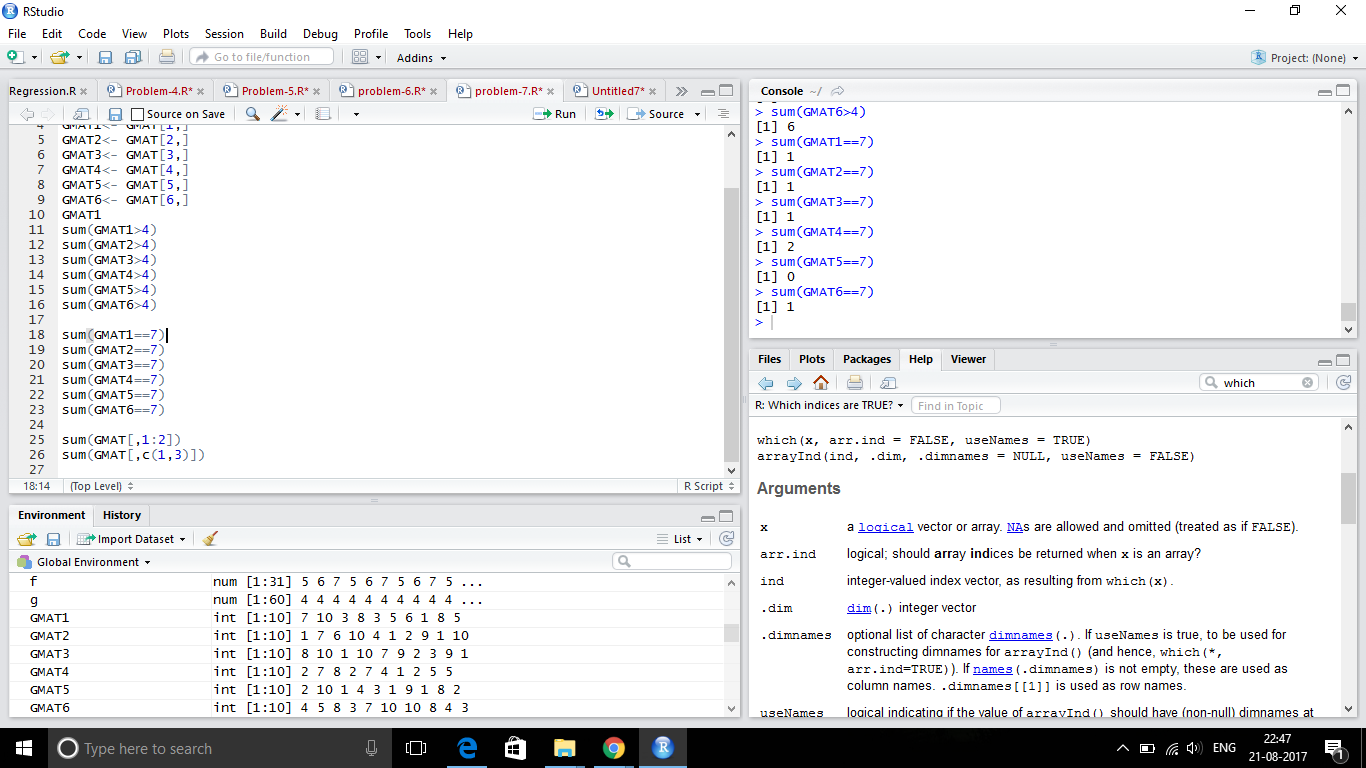 RStudio
File Edit Code View Plots Session Build Debug Profile Tools Help
Go to file/function Addins Project: (None)
Regression.R Problem-4.R* Problem-5.R* problem-6.R* problem-7.R* Untitled7*
Source on Save Run Source
4 GMAT1<- GMAT[1,]
5 GMAT2<- GMAT[2,]
6 GMAT3<- GMAT[3,]
7 GMAT4<- GMAT[4,]
8 GMAT5<- GMAT[5,]
9 GMAT6<- GMAT[6,]
10 GMAT1
11 sum(GMAT1>4)
12 sum(GMAT2>4)
13 sum(GMAT3>4)
14 sum(GMAT4>4)
15 sum(GMAT5>4)
16 sum(GMAT6>4)
17
18 sum(GMAT1==7)
19 sum(GMAT2==7)
20 sum(GMAT3==7)
21 sum(GMAT4==7)
22 sum(GMAT5==7)
23 sum(GMAT6==7)
24
25 sum(GMAT[,1:2])
26 sum(GMAT[,c(1,3)])
27
18:14 (Top Level) R Script
Environment History
Import Dataset List
Global Environment
f num [1:31] 5 6 7 5 6 7 5 6 7 5 ...
g num [1:60] 4 4 4 4 4 4 4 4 4 4 ...
GMAT1 int [1:10] 7 10 3 8 3 5 6 1 8 5
GMAT2 int [1:10] 1 7 6 10 4 1 2 9 1 10
GMAT3 int [1:10] 8 10 1 10 7 9 2 3 9 1
GMAT4 int [1:10] 2 7 8 2 7 4 1 2 5 5
GMAT5 int [1:10] 2 10 1 4 3 1 9 1 8 2
GMAT6 int [1:10] 4 5 8 3 7 10 10 8 4 3
Console ~/
> sum(GMAT6>4)
[1] 6
> sum(GMAT1==7)
[1] 1
> sum(GMAT2==7)
[1] 1
> sum(GMAT3==7)
[1] 1
> sum(GMAT4==7)
[1] 2
> sum(GMAT5==7)
[1] 0
> sum(GMAT6==7)
[1] 1
>
Files Plots Packages Help Viewer
which
R: Which indices are TRUE? Find in Topic
which(x, arr.ind = FALSE, useNames = TRUE)
arrayInd(ind, .dim, .dimnames = NULL, useNames = FALSE)
Arguments
x a logical vector or array. NAs are allowed and omitted (treated as if FALSE).
arr.ind logical; should array indices be returned when x is an array?
ind integer-valued index vector, as resulting from which(x).
.dim dim(.) integer vector
.dimnames optional list of character dimnames(.). If useNames is true, to be used for
constructing dimnames for arrayInd() (and hence, which(*,
arr.ind=TRUE)). If names(.dimnames) is not empty, these are used as
column names. .dimnames[[1]] is used as row names.
useNames logical indicating if the value of arrayInd() should have (non-null) dimnames at
Type here to search
ENG
22:47
21-08-2017
1